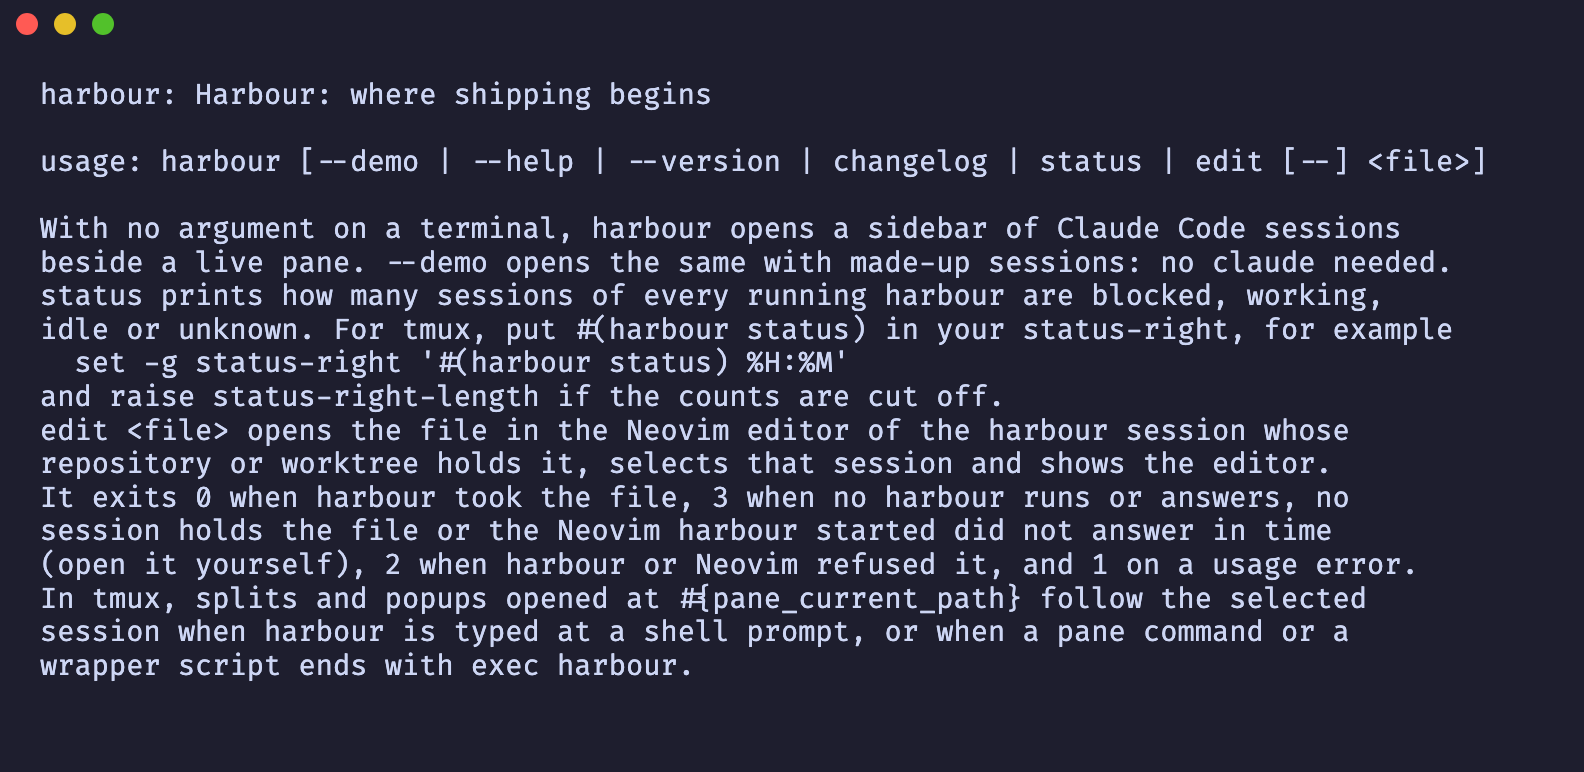 harbour: Harbour: where shipping begins
usage: harbour [--demo | --help | --version | changelog | status | edit [--] <file>]
With no argument on a terminal, harbour opens a sidebar of Claude Code sessions
beside a live pane. --demo opens the same with made-up sessions: no claude needed.
status prints how many sessions of every running harbour are blocked, working,
idle or unknown. For tmux, put #(harbour status) in your status-right, for example
  set -g status-right '#(harbour status) %H:%M'
and raise status-right-length if the counts are cut off.
edit <file> opens the file in the Neovim editor of the harbour session whose
repository or worktree holds it, selects that session and shows the editor.
It exits 0 when harbour took the file, 3 when no harbour runs or answers, no
session holds the file or the Neovim harbour started did not answer in time
(open it yourself), 2 when harbour or Neovim refused it, and 1 on a usage error.
In tmux, splits and popups opened at #{pane_current_path} follow the selected
session when harbour is typed at a shell prompt, or when a pane command or a
wrapper script ends with exec harbour.